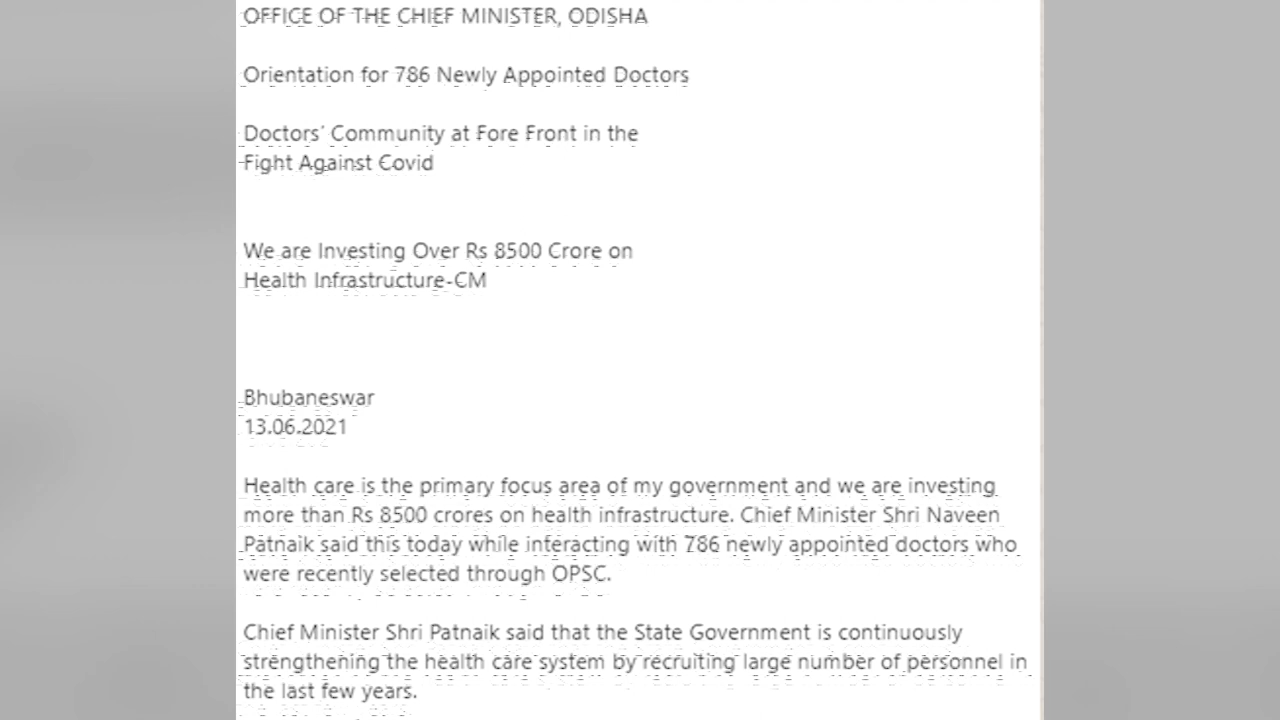 OFFICE OF THE CHIEF MINISTER, ODISHA
Orientation for 786 Newly Appointed Doctors
Doctors' Community at Fore Front in the
Fight Against Covid
We are Investing Over Rs 8500 Crore on
Health Infrastructure-CM
Bhubaneswar
13.06.2021
Health care is the primary focus area of my government and we are investing
more than Rs 8500 crores on health infrastructure. Chief Minister Shri Naveen
Patnaik said this today while interacting with 786 newly appointed doctors who
were recently selected through OPSC.
Chief Minister Shri Patnaik said that the State Government is continuously
strengthening the health care system by recruiting large number of personnel in
the last few years.